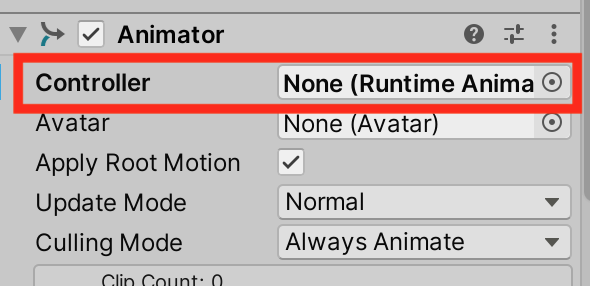 Animator
Controller None (Runtime Anima
Avatar None (Avatar)
Apply Root Motion
Update Mode Normal
Culling Mode Always Animate
Clip Count: 0